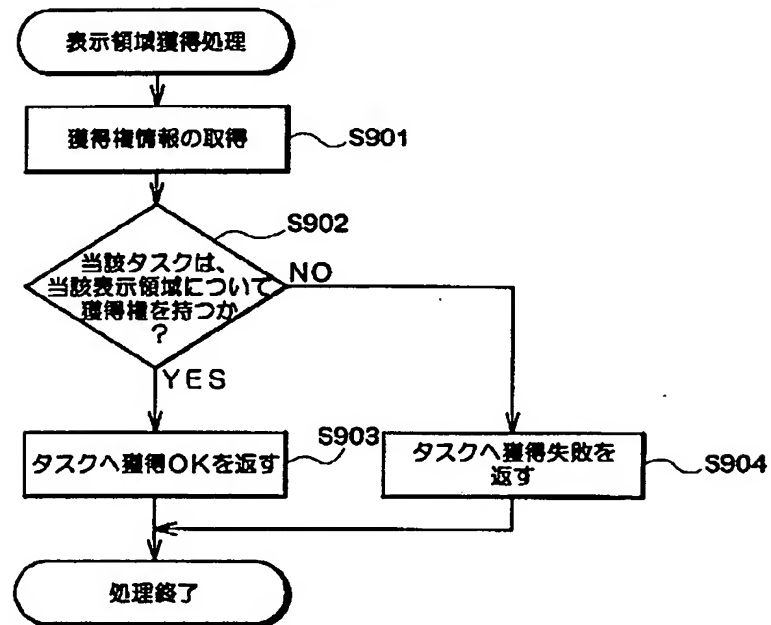 表示領域獲得処理
獲得権情報の取得
S901
S902
当該タスクは、
当該表示領域について
獲得権を持つか
?
NO
YES
タスクへ獲得OKを返す
S903
タスクへ獲得失敗を
返す
S904
処理終了